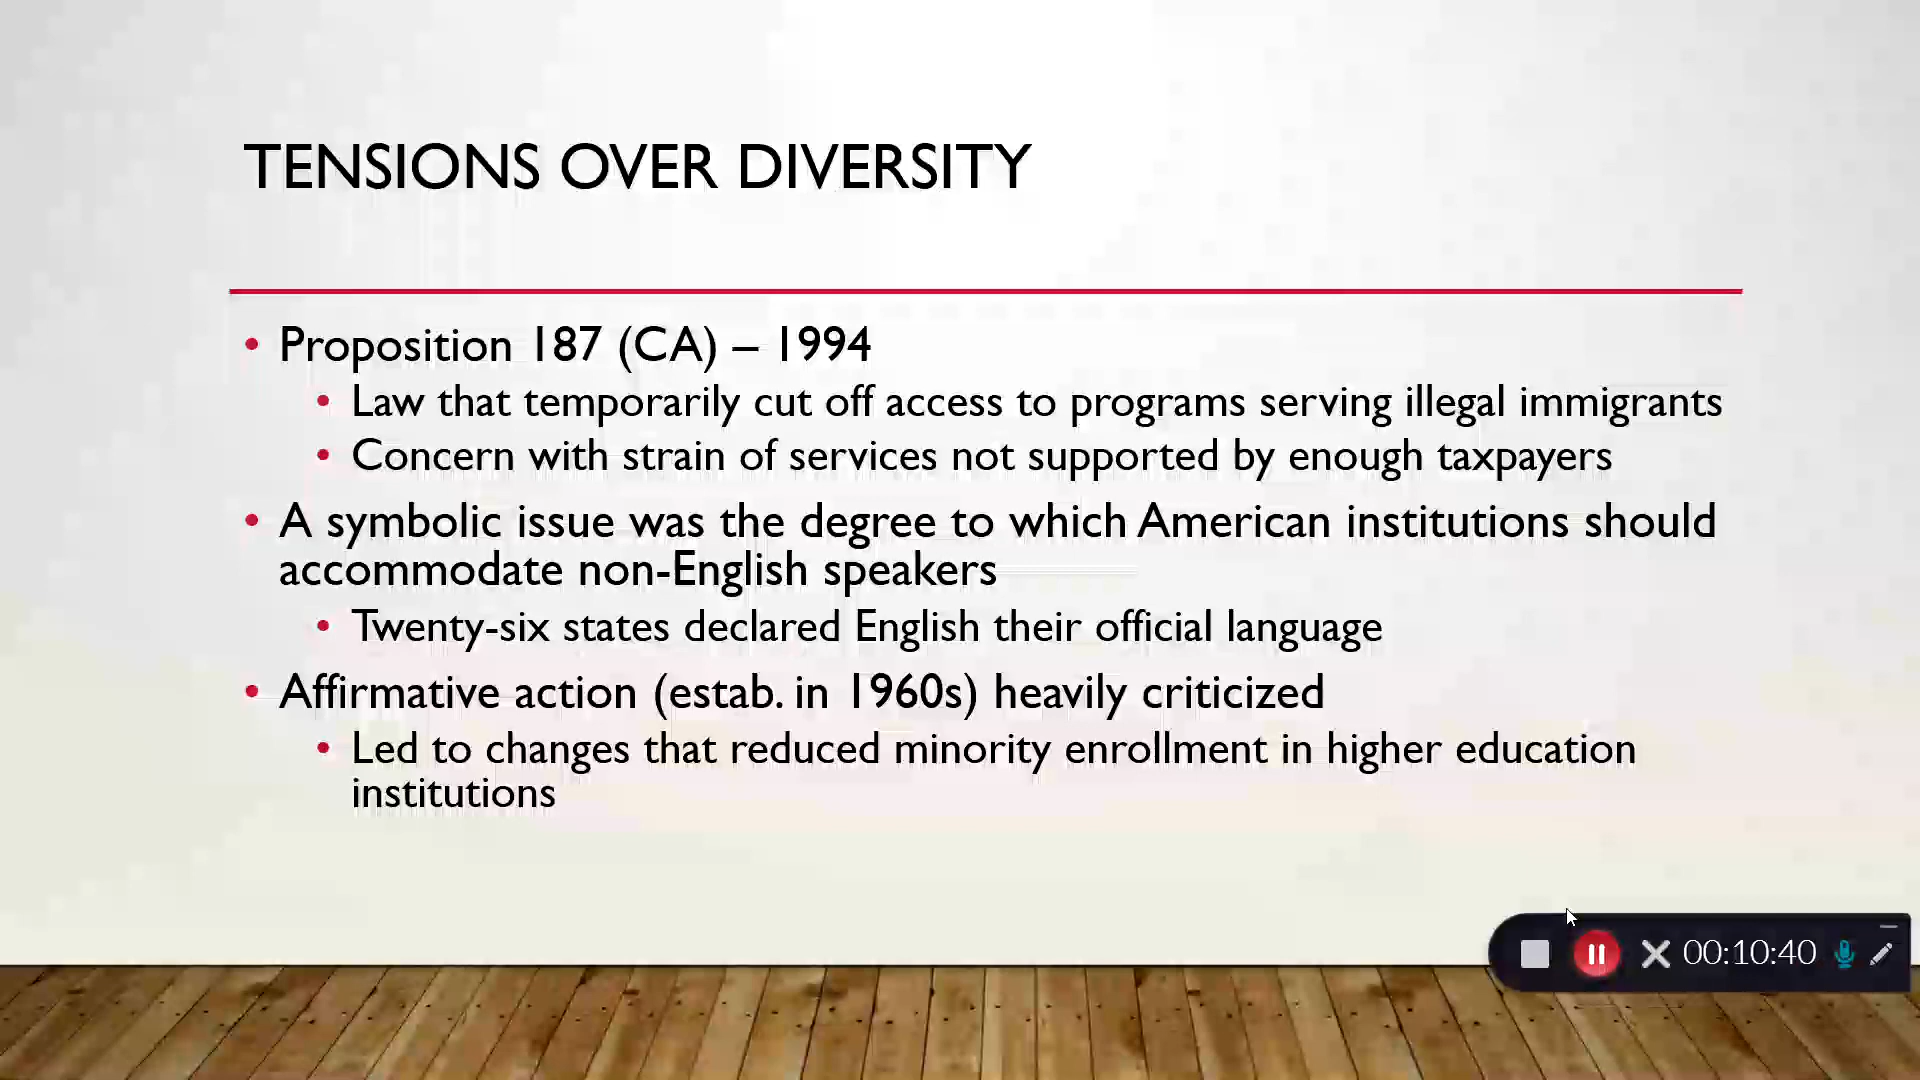 TENSIONS OVER DIVERSITY
• Proposition 187 (CA) – 1994
• Law that temporarily cut off access to programs serving illegal immigrants
• Concern with strain of services not supported by enough taxpayers
• A symbolic issue was the degree to which American institutions should
accommodate non-English speakers
• Twenty-six states declared English their official language
• Affirmative action (estab. in 1960s) heavily criticized
• Led to changes that reduced minority enrollment in higher education
institutions
00:10:40